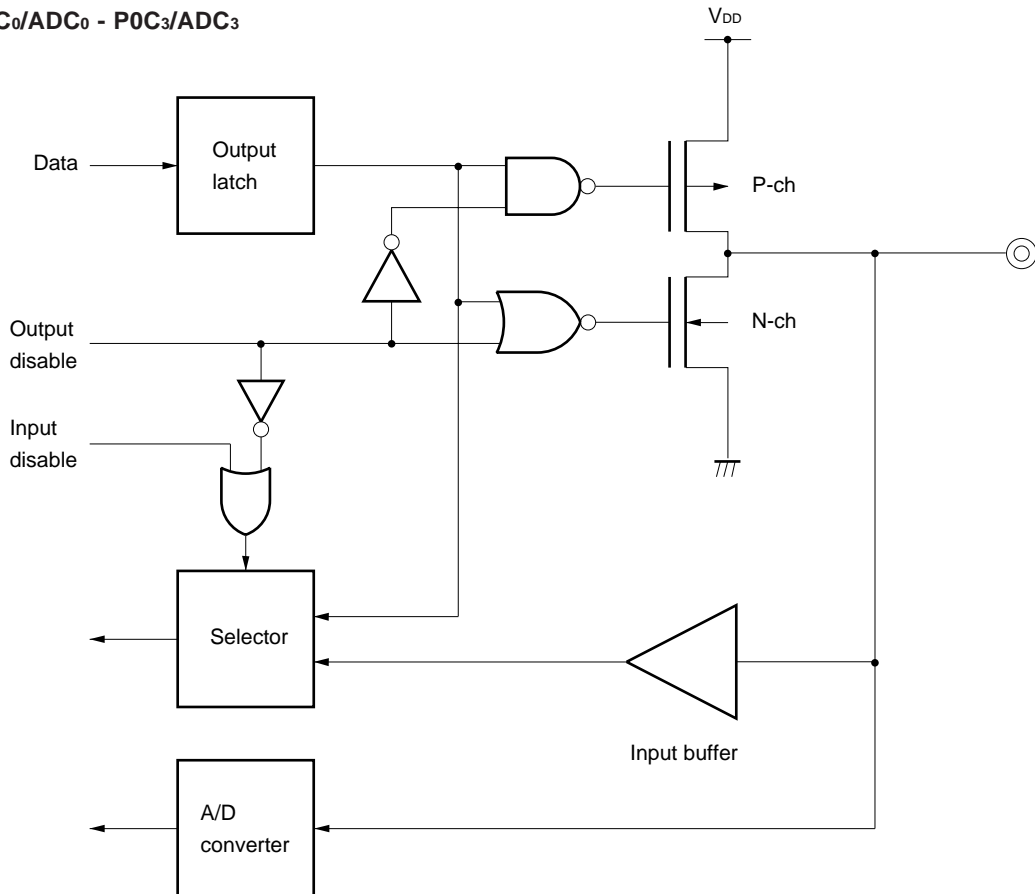 C₀/ADC₀ - P0C₃/ADC₃
VDD
Data
Output
latch
P-ch
Output
disable
N-ch
Input
disable
Selector
Input buffer
A/D
converter